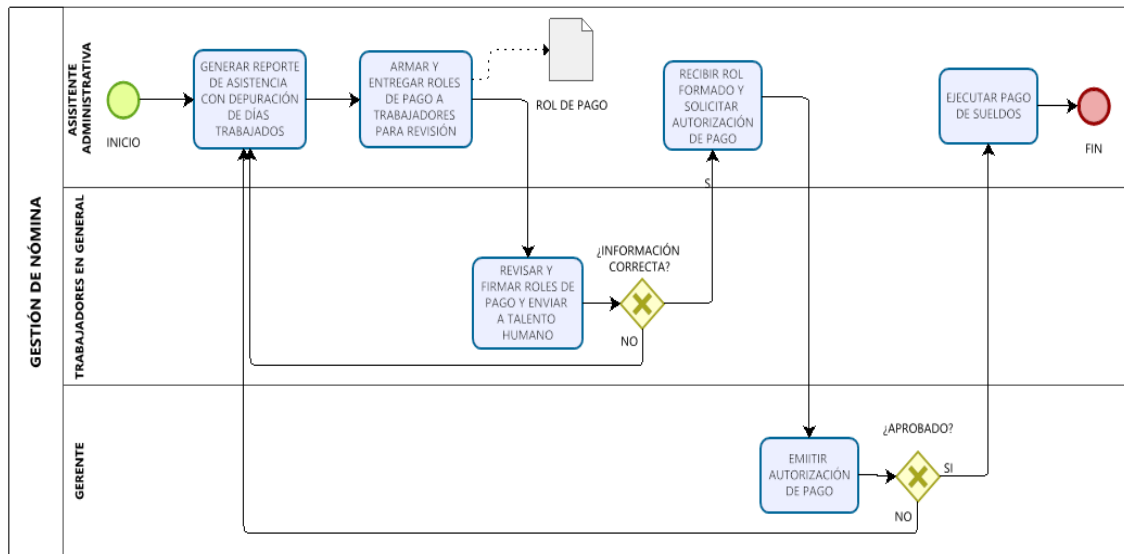 GESTIÓN DE NÓMINA
ASISITENTE
ADMINISTRATIVA
INICIO
GENERAR REPORTE
DE ASISTENCIA
CON DEPURACIÓN
DE DÍAS
TRABAJADOS
ARMAR Y
ENTREGAR ROLES
DE PAGO A
TRABAJADORES
PARA REVISIÓN
ROL DE PAGO
RECIBIR ROL
FORMADO Y
SOLICITAR
AUTORIZACIÓN
DE PAGO
EJECUTAR PAGO
DE SUELDOS
FIN
TRABAJADORES EN GENERAL
REVISAR Y
FIRMAR ROLES DE
PAGO Y ENVIAR
A TALENTO
HUMANO
¿INFORMACIÓN
CORRECTA?
S
NO
GERENTE
EMIITIR
AUTORIZACIÓN
DE PAGO
¿APROBADO?
SI
NO